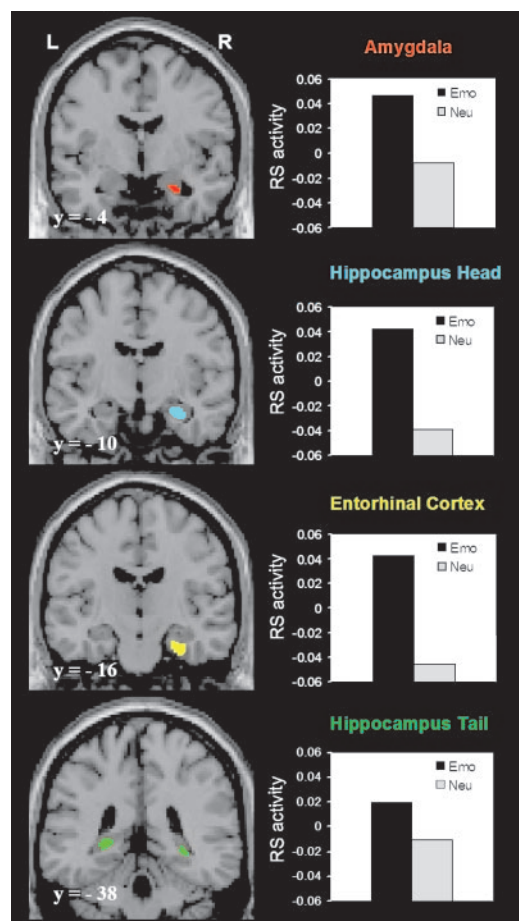 L R
Amygdala
0.06
0.04
0.02
0
-0.02
-0.04
-0.06
RS activity
Emo
Neu
y = - 4
Hippocampus Head
0.06
0.04
0.02
0
-0.02
-0.04
-0.06
RS activity
Emo
Neu
y = - 10
Entorhinal Cortex
0.06
0.04
0.02
0
-0.02
-0.04
-0.06
RS activity
Emo
Neu
y = - 16
Hippocampus Tail
0.06
0.04
0.02
0
-0.02
-0.04
-0.06
RS activity
Emo
Neu
y = - 38